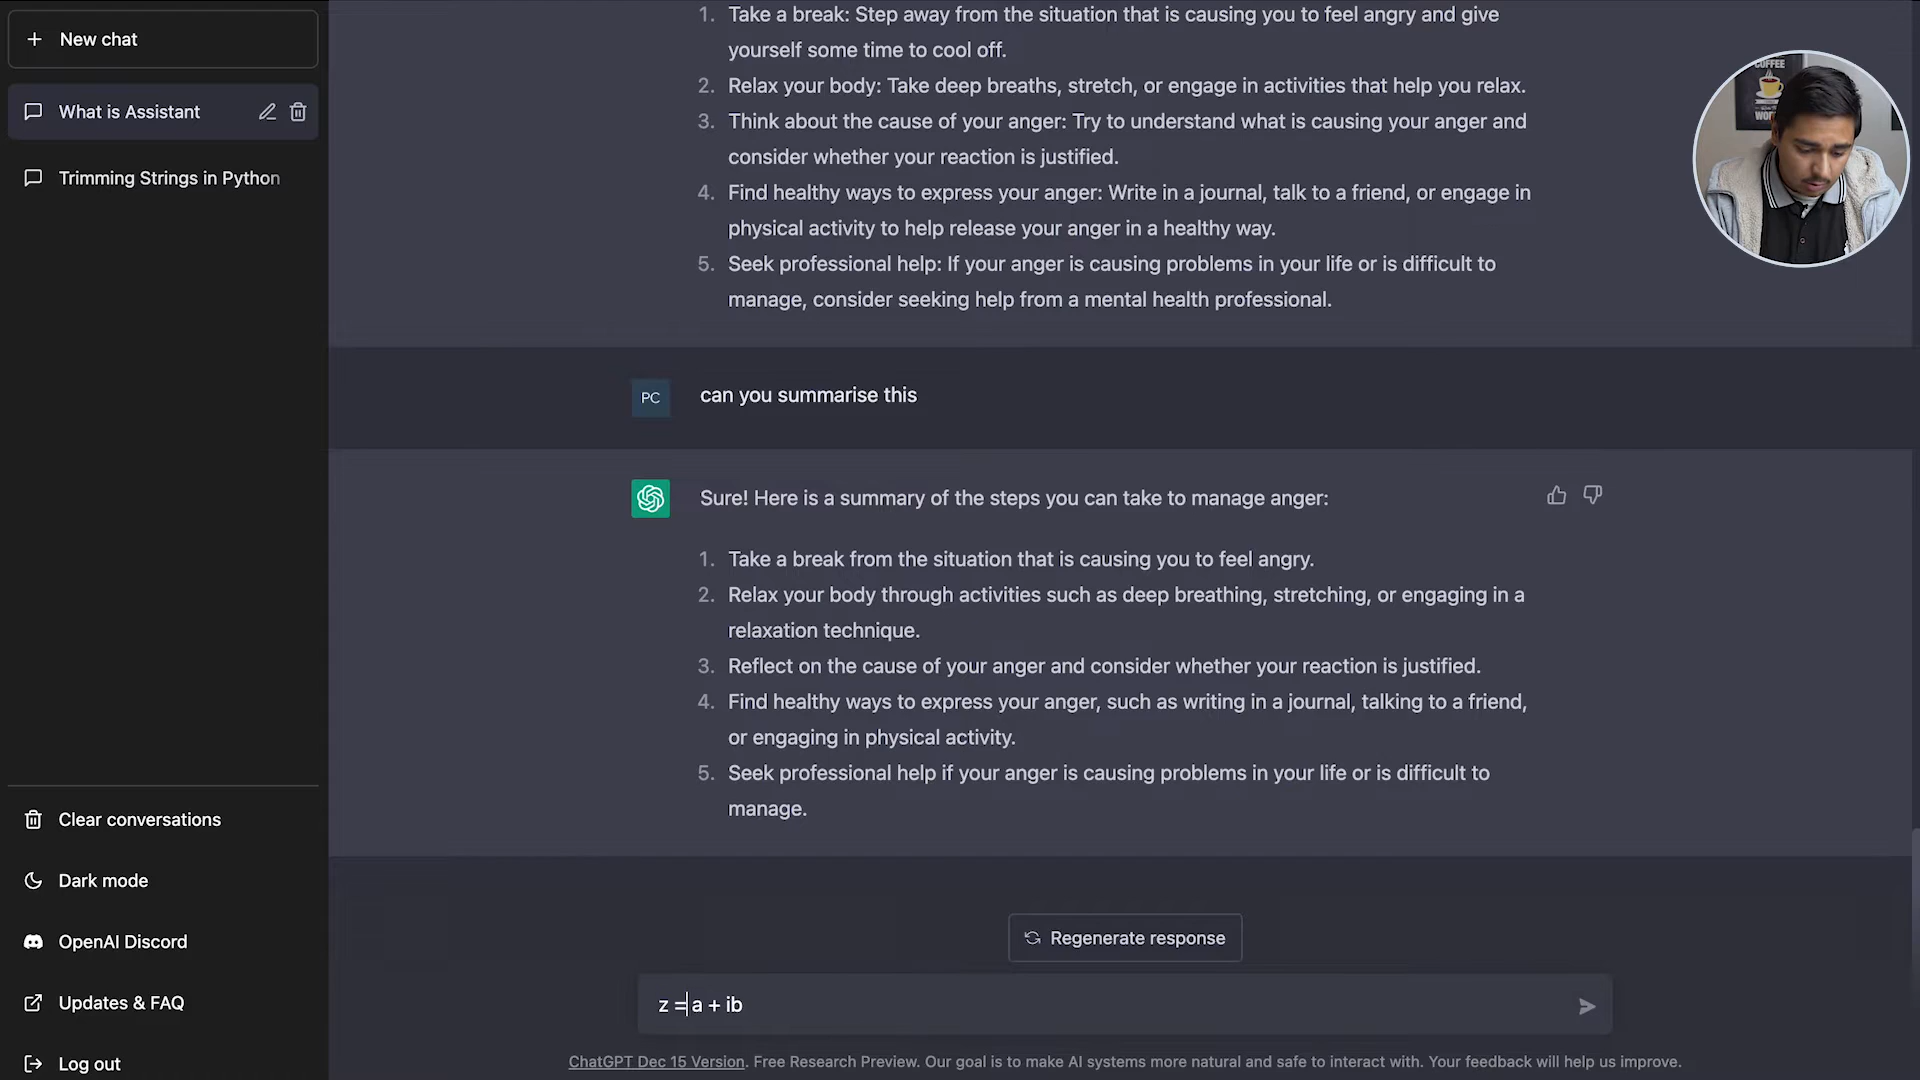 New chat
What is Assistant
Trimming Strings in Python
Clear conversations
Dark mode
OpenAI Discord
Updates & FAQ
Log out
1. Take a break: Step away from the situation that is causing you to feel angry and give
yourself some time to cool off.
2. Relax your body: Take deep breaths, stretch, or engage in activities that help you relax.
3. Think about the cause of your anger: Try to understand what is causing your anger and
consider whether your reaction is justified.
4. Find healthy ways to express your anger: Write in a journal, talk to a friend, or engage in
physical activity to help release your anger in a healthy way.
5. Seek professional help: If your anger is causing problems in your life or is difficult to
manage, consider seeking help from a mental health professional.
PC
can you summarise this
Sure! Here is a summary of the steps you can take to manage anger:
1. Take a break from the situation that is causing you to feel angry.
2. Relax your body through activities such as deep breathing, stretching, or engaging in a
relaxation technique.
3. Reflect on the cause of your anger and consider whether your reaction is justified.
4. Find healthy ways to express your anger, such as writing in a journal, talking to a friend,
or engaging in physical activity.
5. Seek professional help if your anger is causing problems in your life or is difficult to
manage.
Regenerate response
z = a + ib
ChatGPT Dec 15 Version. Free Research Preview. Our goal is to make AI systems more natural and safe to interact with. Your feedback will help us improve.
COFFEE